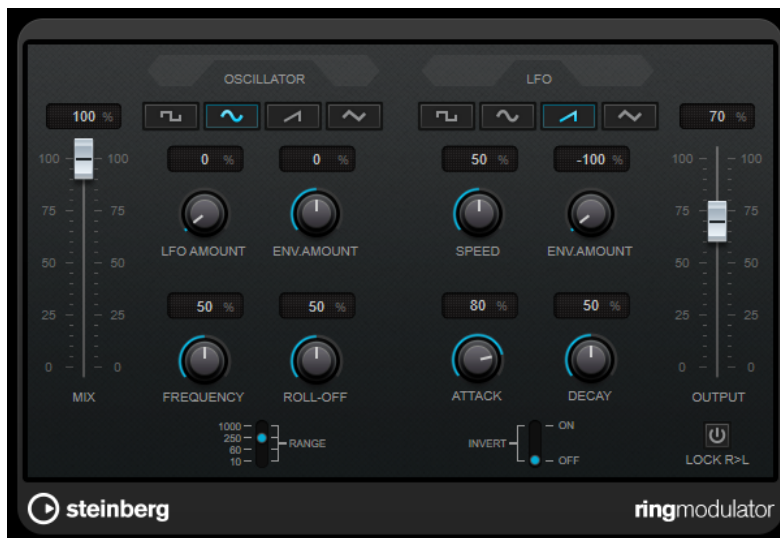 OSCILLATOR
LFO
100 %
70 %
0 %
0 %
50 %
-100 %
100 100
75 75
50 50
25 25
0 0
100 100
75 75
50 50
25 25
0 0
LFO AMOUNT
ENV.AMOUNT
SPEED
ENV.AMOUNT
50 %
50 %
80 %
50 %
MIX
FREQUENCY
ROLL-OFF
ATTACK
DECAY
OUTPUT
1000
250
60
10
RANGE
INVERT
ON
OFF
LOCK R>L
steinberg
ringmodulator